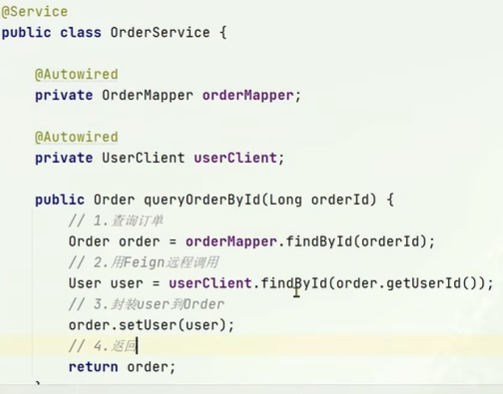 @Service
public class OrderService {
@Autowired
private OrderMapper orderMapper;
@Autowired
private UserClient userClient;
public Order queryOrderById(Long orderId) {
// 1.查询订单
Order order = orderMapper.findById(orderId);
// 2.用Feign远程调用
User user = userClient.findById(order.getUserId());
// 3.封装user到Order
order.setUser(user);
// 4.返回
return order;